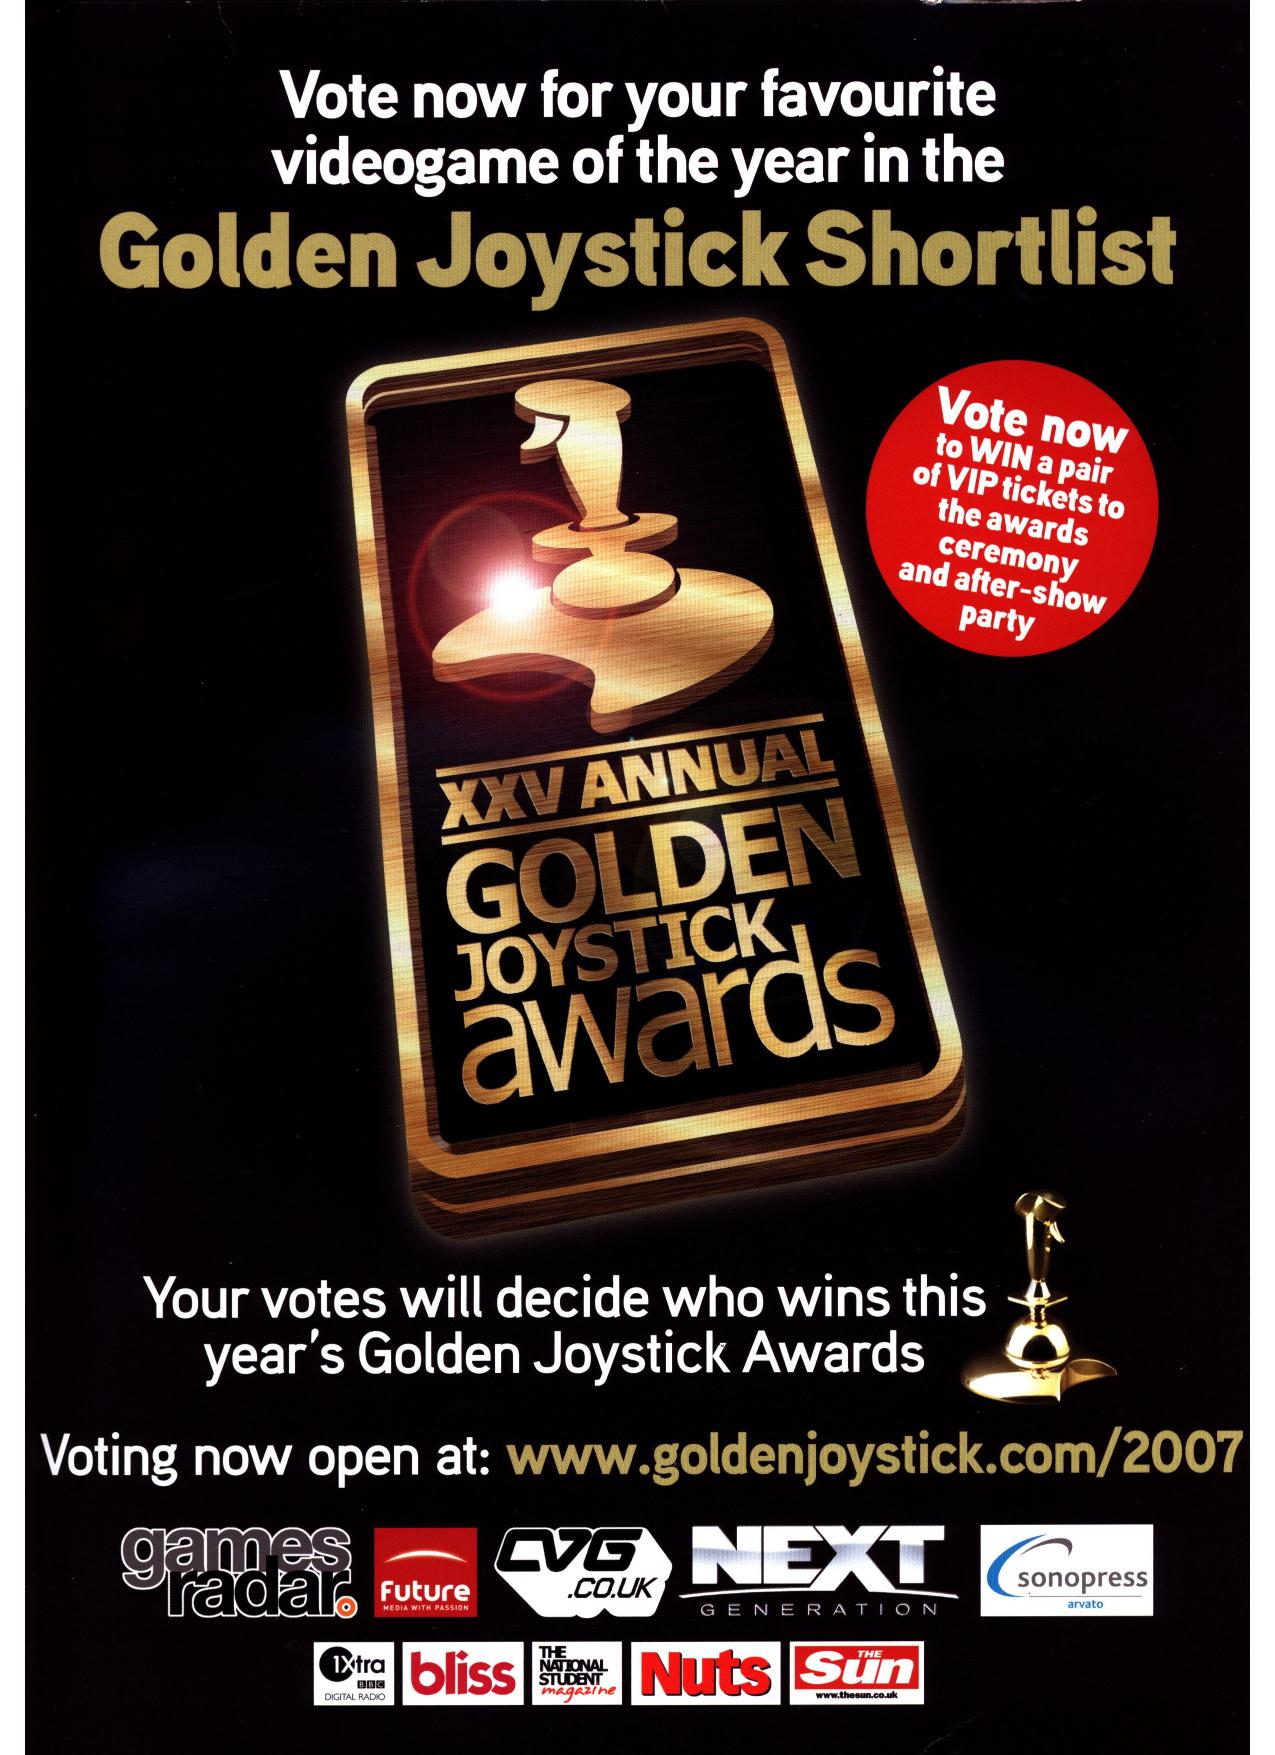 Vote now for your favourite
videogame of the year in the
Golden Joystick Shortlist
Vote now
to WIN a pair
of VIP tickets to
the awards
ceremony
and after-show
party
XXV ANNUAL
GOLDEN
JOYSTICK
awards
Your votes will decide who wins this
year's Golden Joystick Awards
Voting now open at: www.goldenjoystick.com/2007
games
radar.
Future
MEDIA WITH PASSION
CVG
.CO.UK
NEXT
GENERATION
sonopress
arvato
1Xtra
BBC
DIGITAL RADIO
bliss
THE
NATIONAL
STUDENT
magazine
Nuts
THE
Sun
www.thesun.co.uk